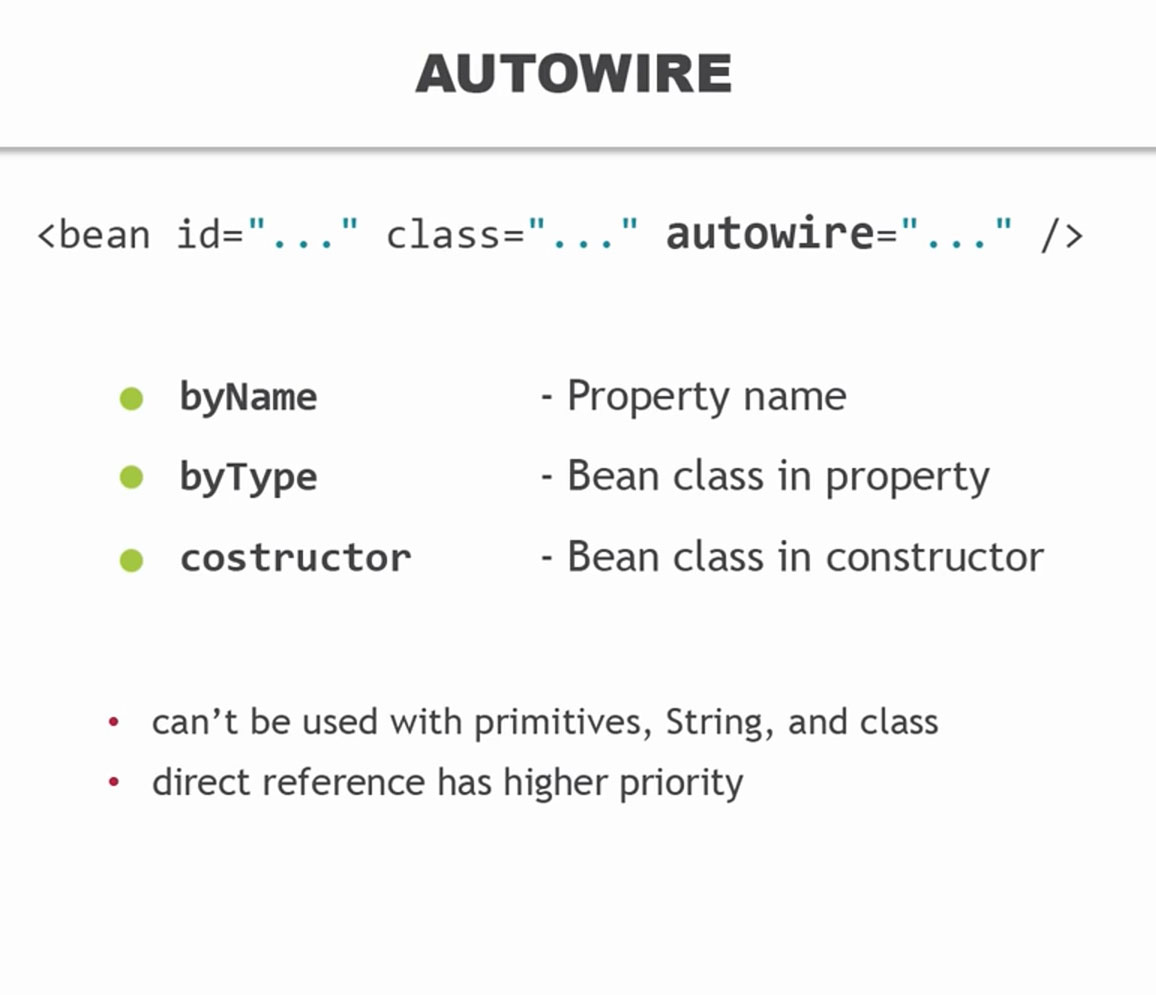 AUTOWIRE
<bean id="..." class="..." autowire="..." />
● byName - Property name
● byType - Bean class in property
● costructor - Bean class in constructor
• can’t be used with primitives, String, and class
• direct reference has higher priority